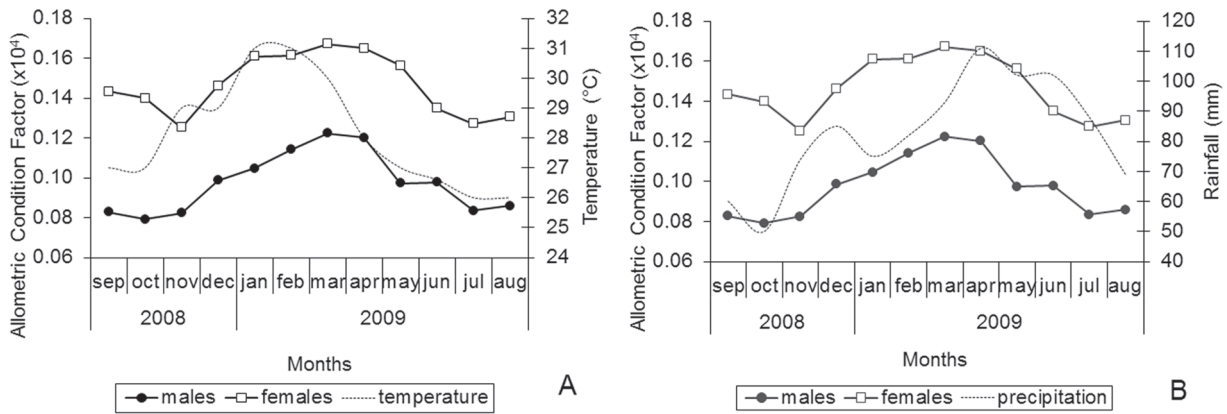 Allometric Condition Factor (x10⁴)
0.18
0.16
0.14
0.12
0.10
0.08
0.06
32
31
30
29
28
27
26
25
24
Temperature (°C)
sep oct nov dec jan feb mar apr may jun jul aug
2008 2009
Months
males females temperature
A
Allometric Condition Factor (x10⁴)
0.18
0.16
0.14
0.12
0.10
0.08
0.06
120
110
100
90
80
70
60
50
40
Rainfall (mm)
sep oct nov dec jan feb mar apr may jun jul aug
2008 2009
Months
males females precipitation
B